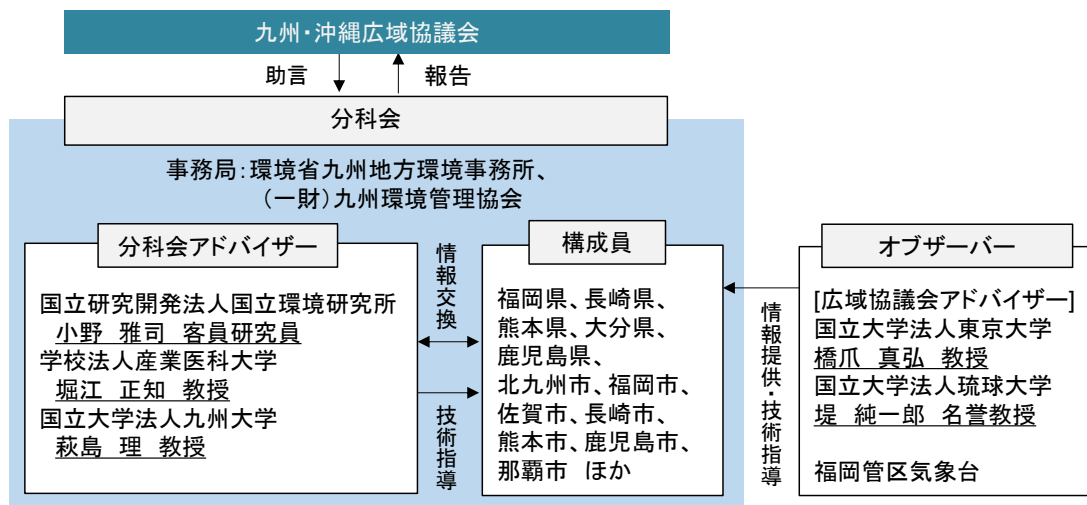 九州・沖縄広域協議会
助言
報告
分科会
事務局：環境省九州地方環境事務所、
（一財）九州環境管理協会
分科会アドバイザー
国立研究開発法人国立環境研究所
小野 雅司 客員研究員
学校法人産業医科大学
堀江 正知 教授
国立大学法人九州大学
萩島 理 教授
情報交換
技術指導
構成員
福岡県、長崎県、
熊本県、大分県、
鹿児島県、
北九州市、福岡市、
佐賀市、長崎市、
熊本市、鹿児島市、
那覇市 ほか
情報提供・技術指導
オブザーバー
[広域協議会アドバイザー]
国立大学法人東京大学
橋爪 真弘 教授
国立大学法人琉球大学
堤 純一郎 名誉教授
福岡管区気象台